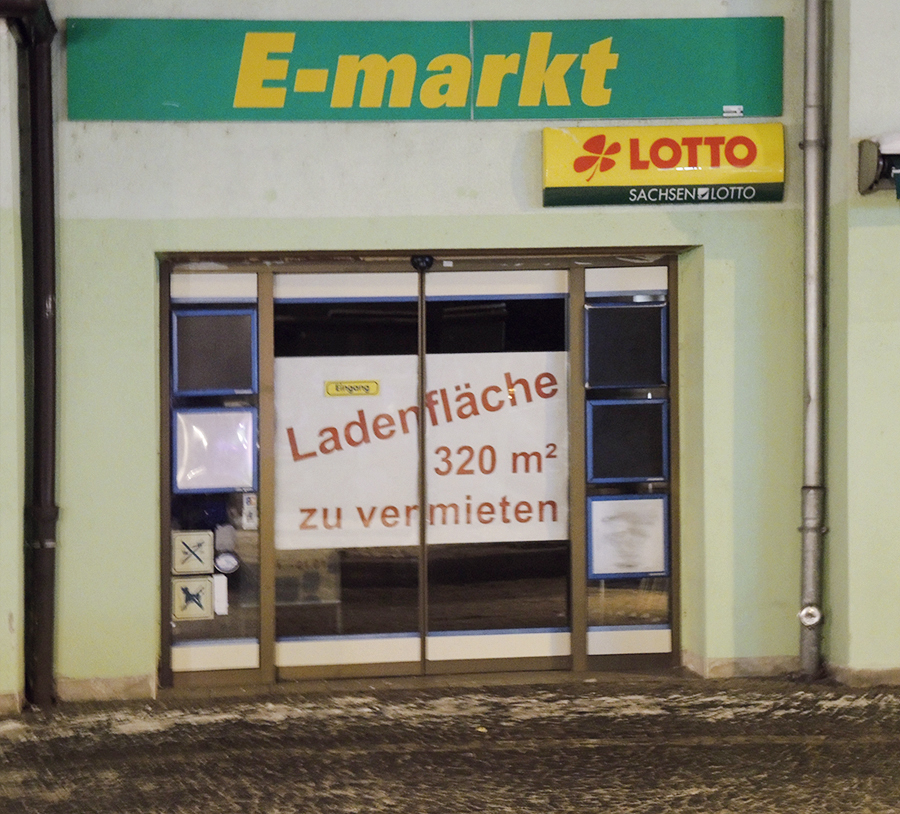 E-markt
LOTTO
SACHSEN LOTTO
Eingang
Ladenfläche
320 m²
zu vermieten